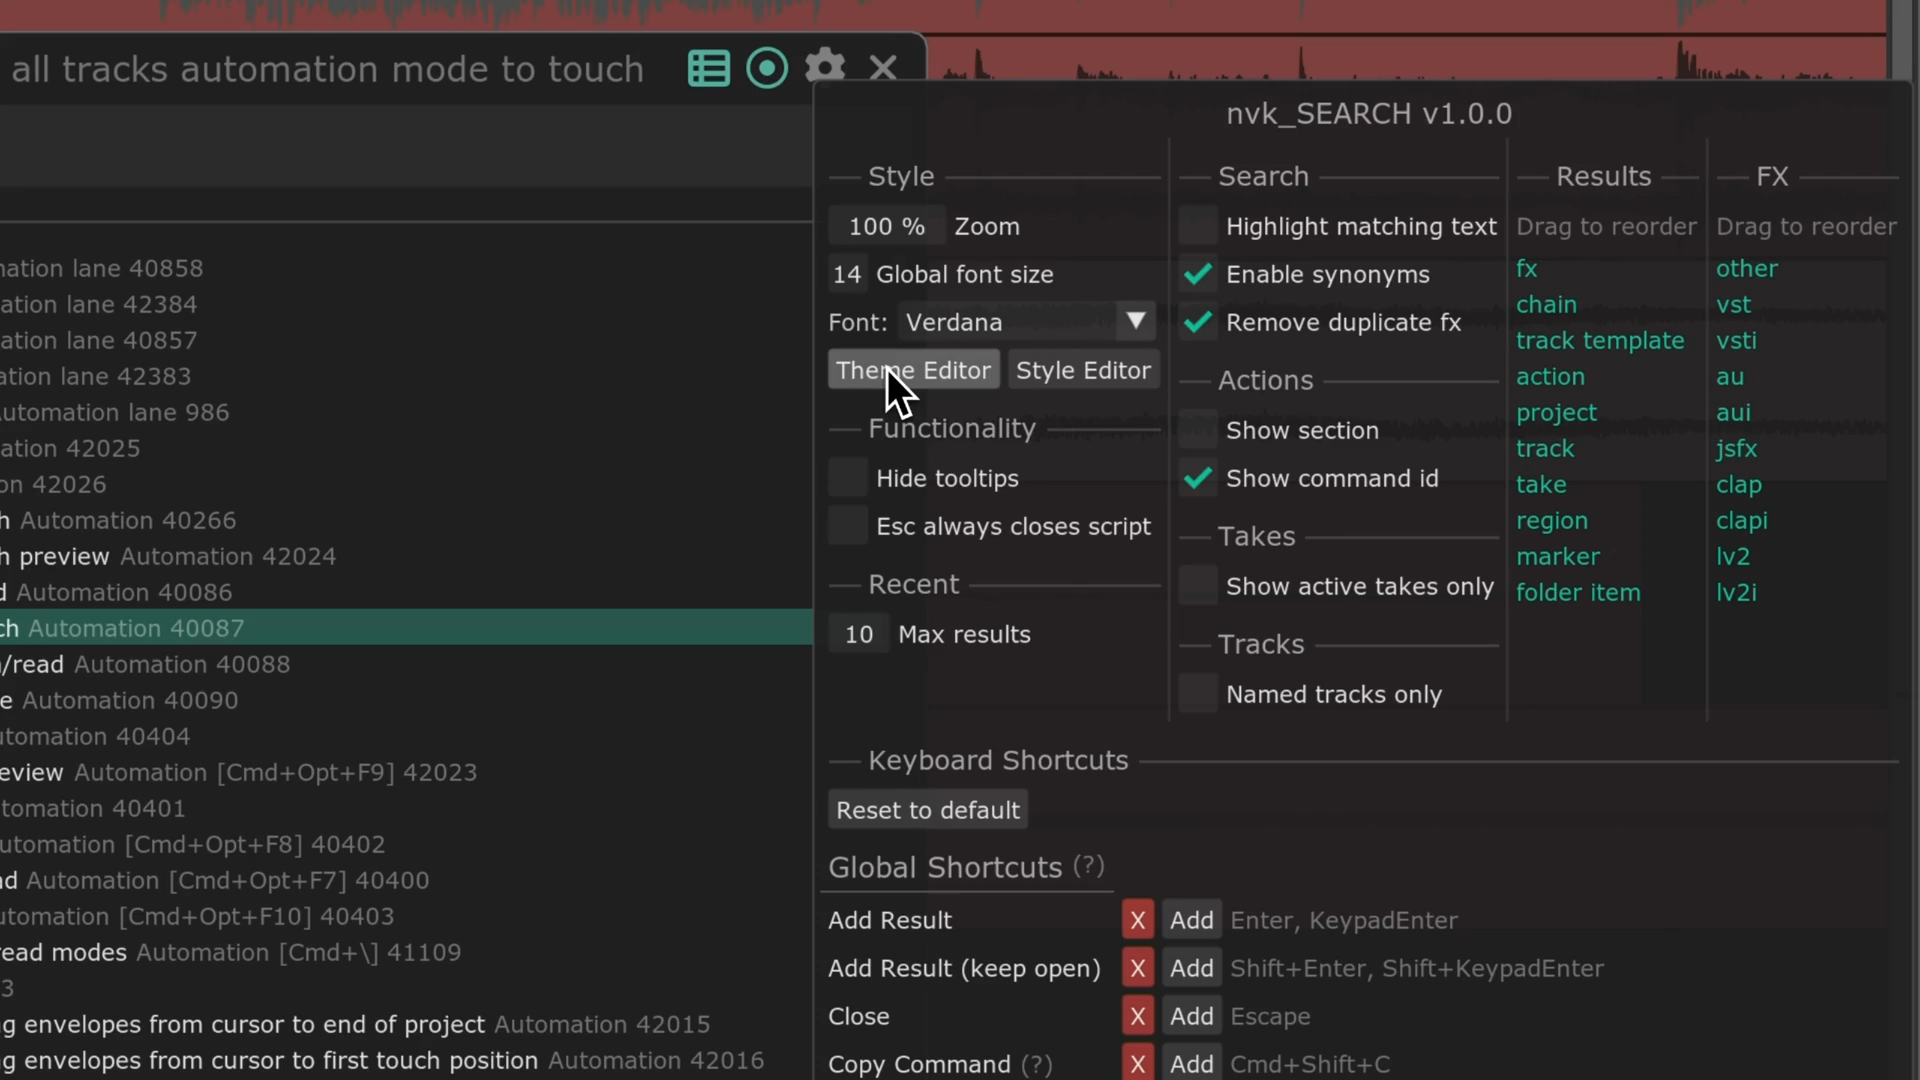 all tracks automation mode to touch
nation lane 40858
ation lane 42384
ation lane 40857
ation lane 42383
utomation lane 986
ation 42025
on 42026
h Automation 40266
h preview Automation 42024
d Automation 40086
ch Automation 40087
/read Automation 40088
e Automation 40090
utomation 40404
eview Automation [Cmd+Opt+F9] 42023
tomation 40401
utomation [Cmd+Opt+F8] 40402
ad Automation [Cmd+Opt+F7] 40400
utomation [Cmd+Opt+F10] 40403
read modes Automation [Cmd+\] 41109
3
ng envelopes from cursor to end of project Automation 42015
ng envelopes from cursor to first touch position Automation 42016
nvk_SEARCH v1.0.0
Style
100 % Zoom
14 Global font size
Font: Verdana
Theme Editor Style Editor
Functionality
Hide tooltips
Esc always closes script
Recent
10 Max results
Search
Highlight matching text
Enable synonyms
Remove duplicate fx
Actions
Show section
Show command id
Takes
Show active takes only
Tracks
Named tracks only
Results
Drag to reorder
fx
chain
track template
action
project
track
take
region
marker
folder item
FX
Drag to reorder
other
vst
vsti
au
aui
jsfx
clap
clapi
lv2
lv2i
Keyboard Shortcuts
Reset to default
Global Shortcuts (?)
Add Result X Add Enter, KeypadEnter
Add Result (keep open) X Add Shift+Enter, Shift+KeypadEnter
Close X Add Escape
Copy Command (?) X Add Cmd+Shift+C